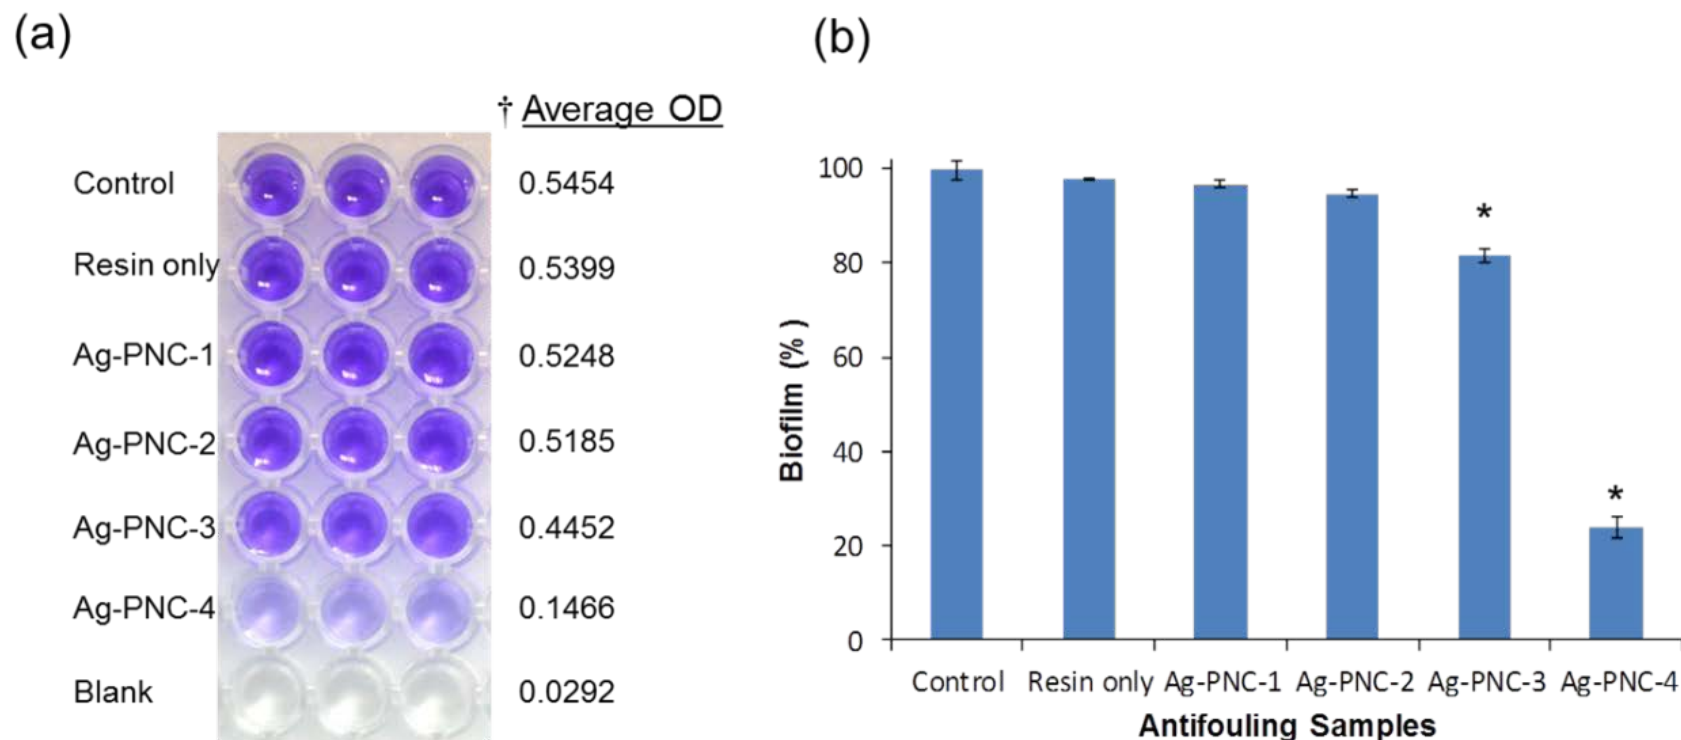 (a)
† Average OD
Control 0.5454
Resin only 0.5399
Ag-PNC-1 0.5248
Ag-PNC-2 0.5185
Ag-PNC-3 0.4452
Ag-PNC-4 0.1466
Blank 0.0292
(b)
100
80
60
40
20
0
Biofilm (%)
*
*
Control Resin only Ag-PNC-1 Ag-PNC-2 Ag-PNC-3 Ag-PNC-4
Antifouling Samples